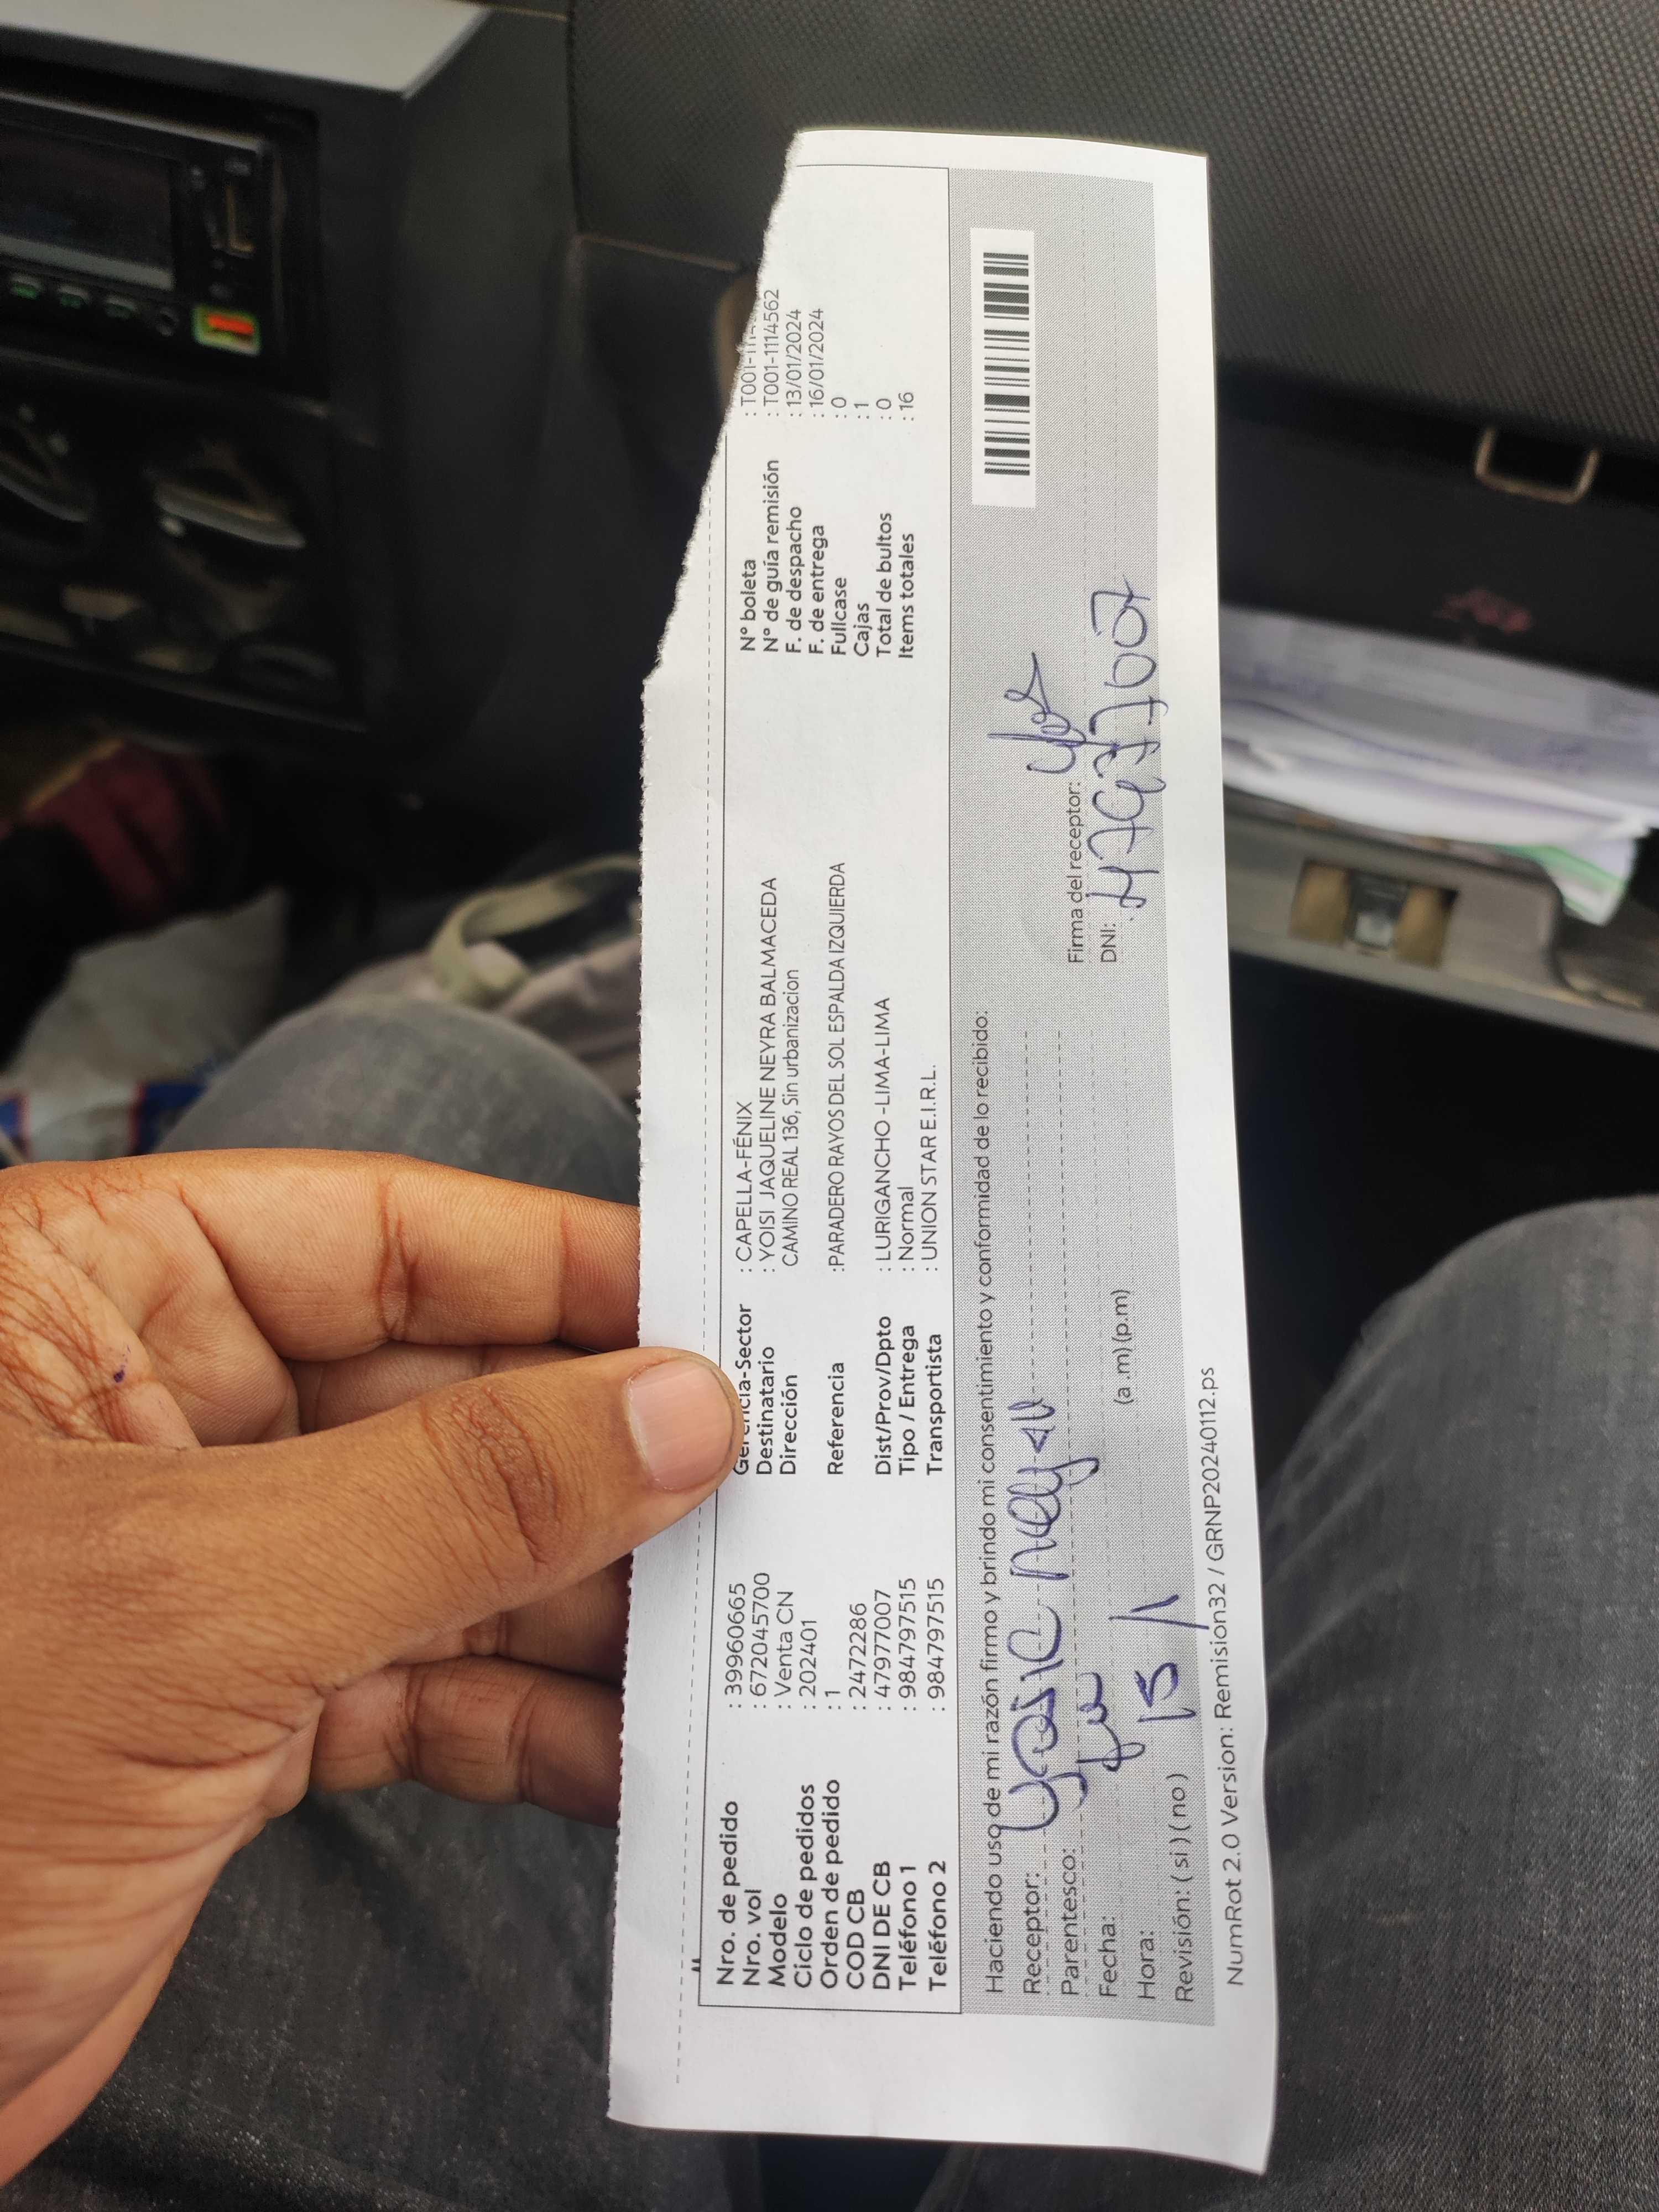 Nro. de pedido : 39960665
Nro. vol : 672045700
Modelo : Venta CN
Ciclo de pedidos : 202401
Orden de pedido : 1
COD CB : 2472286
DNI DE CB : 47977007
Teléfono 1 : 984797515
Teléfono 2 : 984797515
Gerencia-Sector : CAPELLA-FÉNIX
Destinatario : YOISI JAQUELINE NEYRA BALMACEDA
Dirección CAMINO REAL 136, Sin urbanizacion
Referencia :PARADERO RAYOS DEL SOL ESPALDA IZQUIERDA
Dist/Prov/Dpto : LURIGANCHO -LIMA-LIMA
Tipo / Entrega : Normal
Transportista : UNION STAR E.I.R.L.
N° boleta : T001-111
N° de guía remisión : T001-1114562
F. de despacho : 13/01/2024
F. de entrega : 16/01/2024
Fullcase : 0
Cajas : 1
Total de bultos : 0
Items totales : 16
Haciendo uso de mi razón firmo y brindo mi consentimiento y conformidad de lo recibido:
Receptor:
Parentesco:
Fecha: 15 /
Hora: (a .m) (p.m)
Revisión: ( si ) ( no )
Firma del receptor:
DNI: 47977007
NumRot 2.0 Version: Remision32 / GRNP20240112.ps